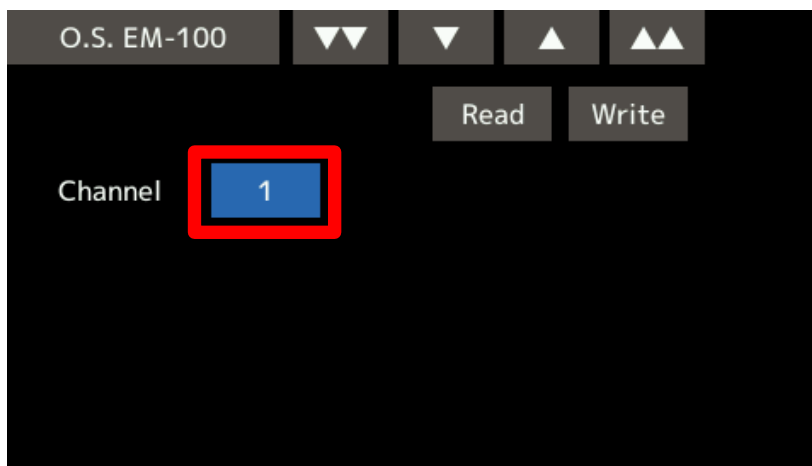 O.S. EM-100 ▼▼ ▼ ▲ ▲▲
Read Write
Channel 1